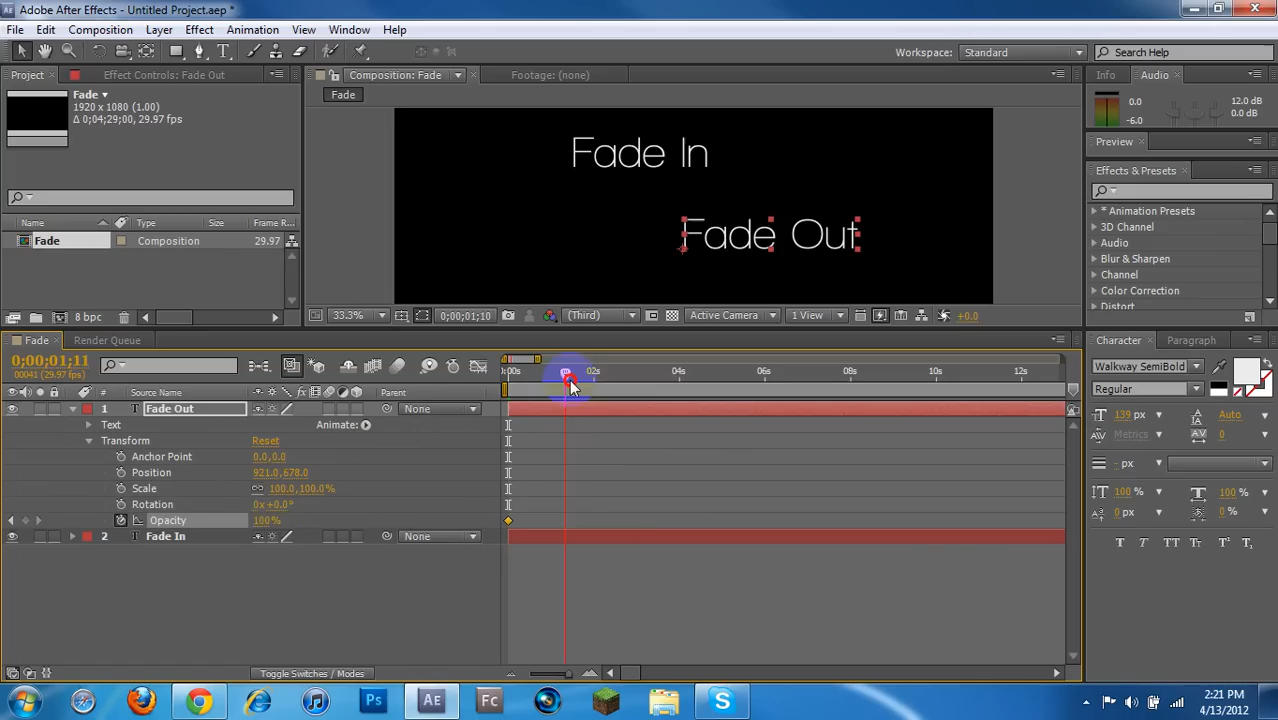 Adobe After Effects - Untitled Project.aep *
File Edit Composition Layer Effect Animation View Window Help
Workspace: Standard Search Help
Project Effect Controls: Fade Out
Composition: Fade Footage: (none)
Info Audio
Fade
1920 x 1080 (1.00)
Δ 0;04;29;00, 29.97 fps
Fade
0.0 12.0 dB
-6.0 0.0 dB
Preview
Effects & Presets
Fade In
Fade Out
Name Type Size Frame R...
Fade Composition 29.97
* Animation Presets
3D Channel
Audio
Blur & Sharpen
Channel
Color Correction
Distort
8 bpc
33.3% 0;00;01;10 (Third) Active Camera 1 View +0.0
Fade Render Queue
Character Paragraph
0;00;01;11
00041 (29.97 fps)
0:00s 02s 04s 06s 08s 10s 12s
# Source Name Parent
1 T Fade Out None
Text Animate:
Transform Reset
Anchor Point 0.0,0.0
Position 921.0,678.0
Scale 100.0,100.0%
Rotation 0x+0.0°
Opacity 100%
2 T Fade In None
Walkway SemiBold
Regular
139 px Auto
Metrics 0
- px
100 % 100 %
0 px 0 %
T T TT Tт T¹ T,
Toggle Switches / Modes
Ps AE Fc S
2:21 PM
4/13/2012